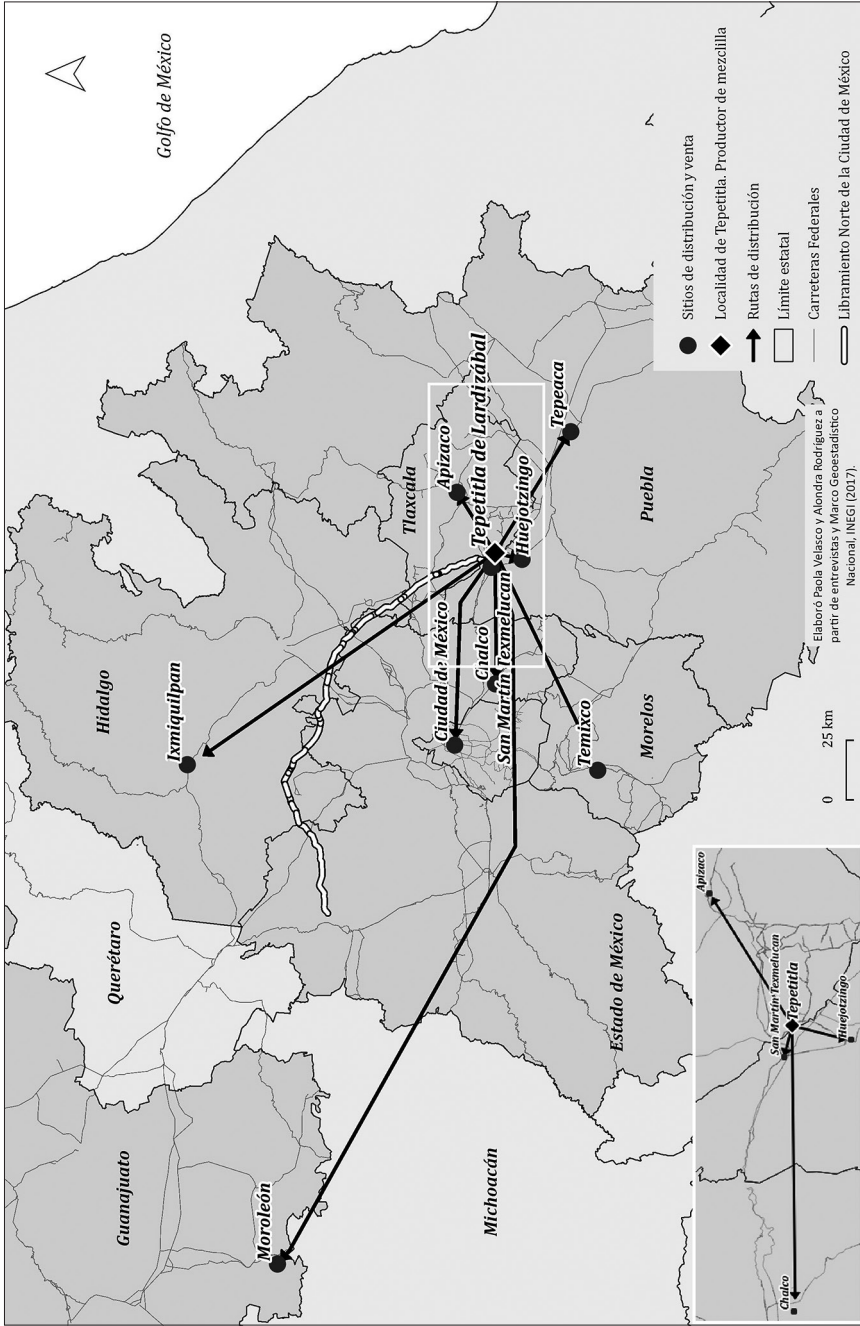 Golfo de México
Hidalgo
Querétaro
Guanajuato
Ixmiquilpan
Moroleón
Tlaxcala
Apizaco
Tepetitla de Lardizábal
Ciudad de México
Chalco
San Martín Texmelucan
Huejotzingo
Tepeaca
Michoacán
Temixco
Estado de México
Morelos
Puebla
Sitios de distribución y venta
Localidad de Tepetitla. Productor de mezclilla
Rutas de distribución
Límite estatal
Carreteras Federales
Libramiento Norte de la Ciudad de México
Elaboró Paola Velasco y Alondra Rodríguez a
partir de entrevistas y Marco Geoestadístico
Nacional, INEGI (2017).
0 25 km
Apizaco
San Martín Texmelucan
Tepetitla
Huejotzingo
Chalco